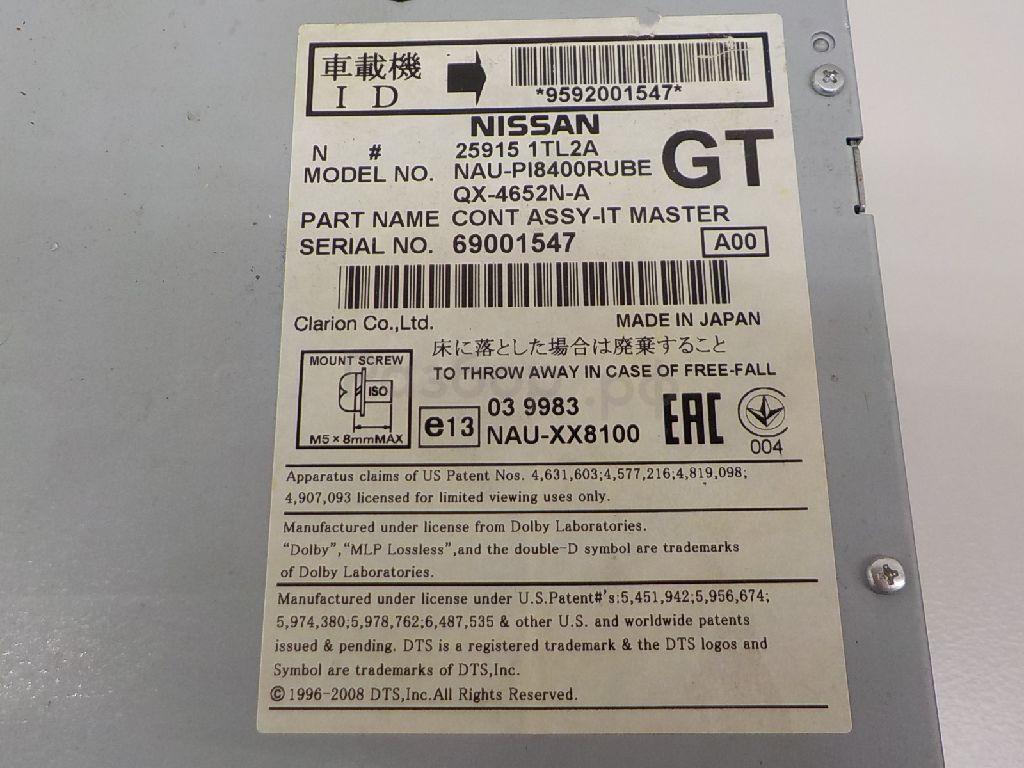 車載機
ID
*9592001547*
NISSAN
N # 25915 1TL2A
GT
MODEL NO. NAU-PI8400RUBE
QX-4652N-A
PART NAME CONT ASSY-IT MASTER
SERIAL NO. 69001547
A00
Clarion Co.,Ltd. MADE IN JAPAN
床に落とした場合は廃棄すること
TO THROW AWAY IN CASE OF FREE-FALL
MOUNT SCREW
ISO
M5×8mmMAX
e13
03 9983
NAU-XX8100
EAC
004
Apparatus claims of US Patent Nos. 4,631,603;4,577,216;4,819,098;
4,907,093 licensed for limited viewing uses only.
Manufactured under license from Dolby Laboratories.
“Dolby”,“MLP Lossless”,and the double-D symbol are trademarks
of Dolby Laboratories.
Manufactured under license under U.S.Patent#'s:5,451,942;5,956,674;
5,974,380;5,978,762;6,487,535 & other U.S. and worldwide patents
issued & pending. DTS is a registered trademark & the DTS logos and
Symbol are trademarks of DTS,Inc.
©1996-2008 DTS,Inc.All Rights Reserved.